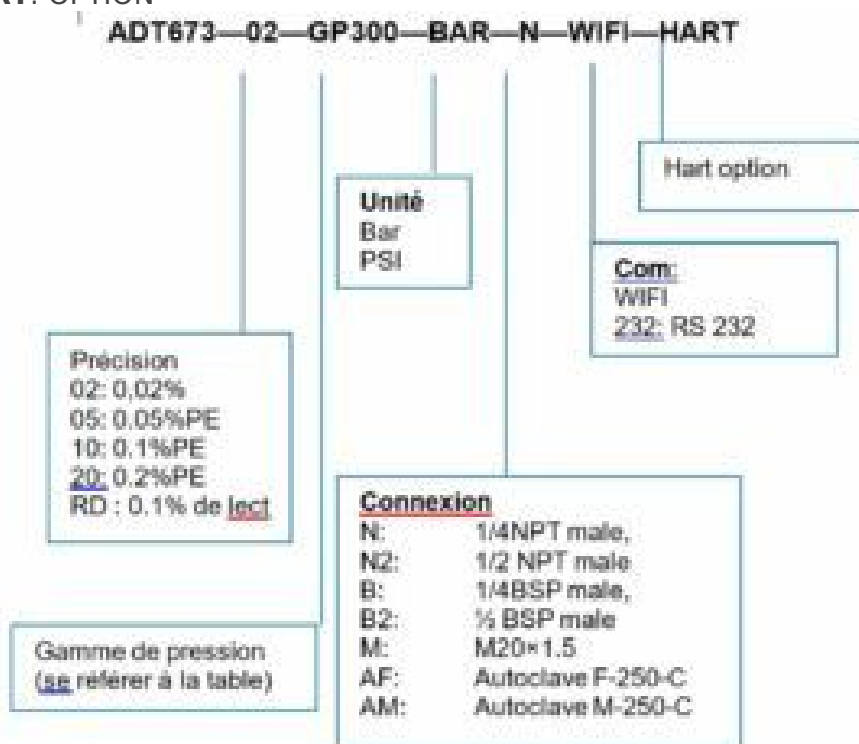 OPTION
ADT673—02—GP300—BAR—N—WIFI—HART
Hart option
Unité
Bar
PSI
Com:
WIFI
232: RS 232
Précision
02: 0,02%
05: 0.05%PE
10: 0.1%PE
20: 0.2%PE
RD : 0.1% de lect
Connexion
N: 1/4NPT male,
N2: 1/2 NPT male
B: 1/4BSP male,
B2: ½ BSP male
M: M20×1.5
AF: Autoclave F-250-C
AM: Autoclave M-250-C
Gamme de pression
(se référer à la table)